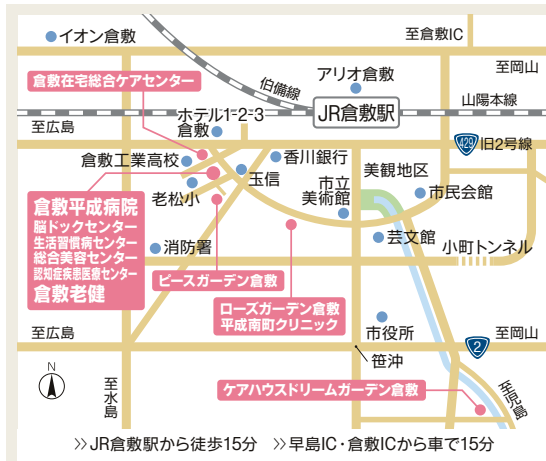 イオン倉敷
至倉敷IC
至岡山
倉敷在宅総合ケアセンター
伯備線
アリオ倉敷
ホテル1-2-3
倉敷
JR倉敷駅
山陽本線
至広島
至岡山
429
旧2号線
倉敷工業高校
香川銀行
美観地区
玉信
市立
美術館
市民会館
倉敷平成病院
脳ドックセンター
生活習慣病センター
総合美容センター
認知症疾患医療センター
倉敷老健
老松小
芸文館
消防署
小町トンネル
ピースガーデン倉敷
ローズガーデン倉敷
平成南町クリニック
至広島
市役所
至岡山
2
笹沖
N
至水島
ケアハウスドリームガーデン倉敷
至児島
≫JR倉敷駅から徒歩15分 ≫早島IC・倉敷ICから車で15分